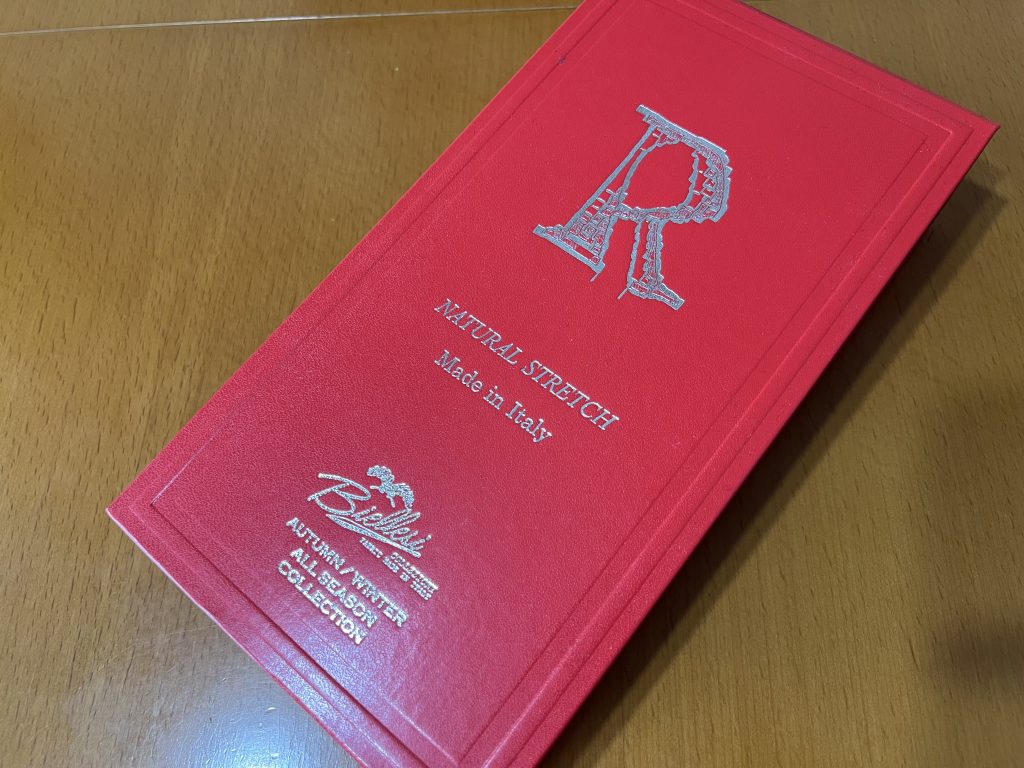 R
NATURAL STRETCH
Made in Italy
Biellesi
AUTUMN / WINTER
ALL SEASON
COLLECTION